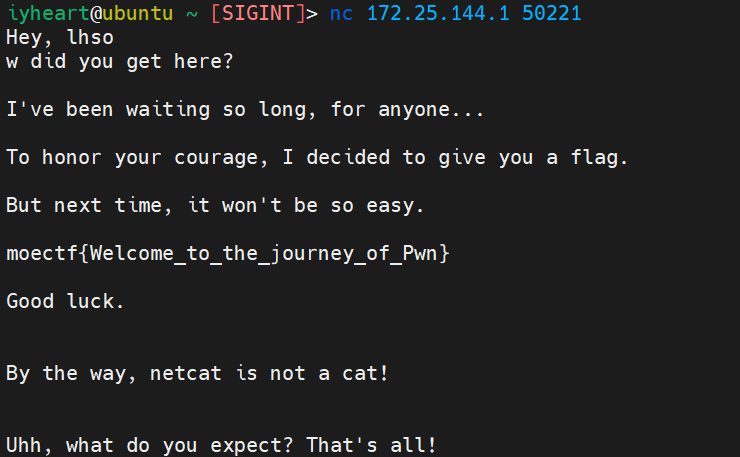 iyheart@ubuntu ~ [SIGINT]> nc 172.25.144.1 50221
Hey, lhso
w did you get here?
I've been waiting so long, for anyone...
To honor your courage, I decided to give you a flag.
But next time, it won't be so easy.
moectf{Welcome_to_the_journey_of_Pwn}
Good luck.
By the way, netcat is not a cat!
Uhh, what do you expect? That's all!